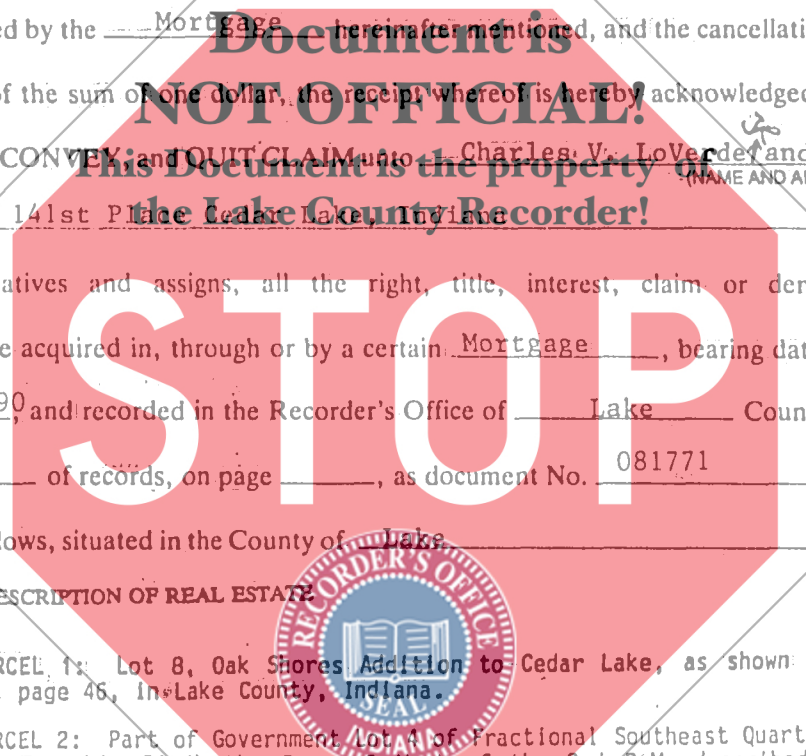 ed by the Mortgage hereinafter mentioned, and the cancellati
of the sum of one dollar, the receipt whereof is hereby acknowledged
CONVEY, and QUIT CLAIM unto Charles V. LoVerde, and
(NAME AND A
141st Place Cedar Lake, Indiana
atives and assigns, all the right, title, interest, claim or de
e acquired in, through or by a certain Mortgage, bearing dat
90, and recorded in the Recorder's Office of Lake Coun
of records, on page , as document No. 081771
lows, situated in the County of Lake
ESCRIPTION OF REAL ESTATE
RCEL 1: Lot 8, Oak Shores Addition to Cedar Lake, as shown
page 46, in Lake County, Indiana.
RCEL 2: Part of Government Lot 4 of Fractional Southeast Quart
Document is
NOT OFFICIAL!
This Document is the property of
the Lake County Recorder!
STOP
RECORDER'S OFFICE
SEAL